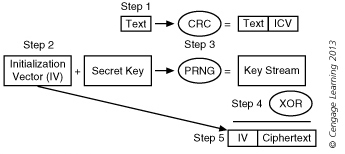 Step 1
Text CRC = Text ICV
Step 2 Step 3
Initialization
Vector (IV) + Secret Key PRNG = Key Stream
Step 4 XOR
Step 5 IV Ciphertext
© Cengage Learning 2013